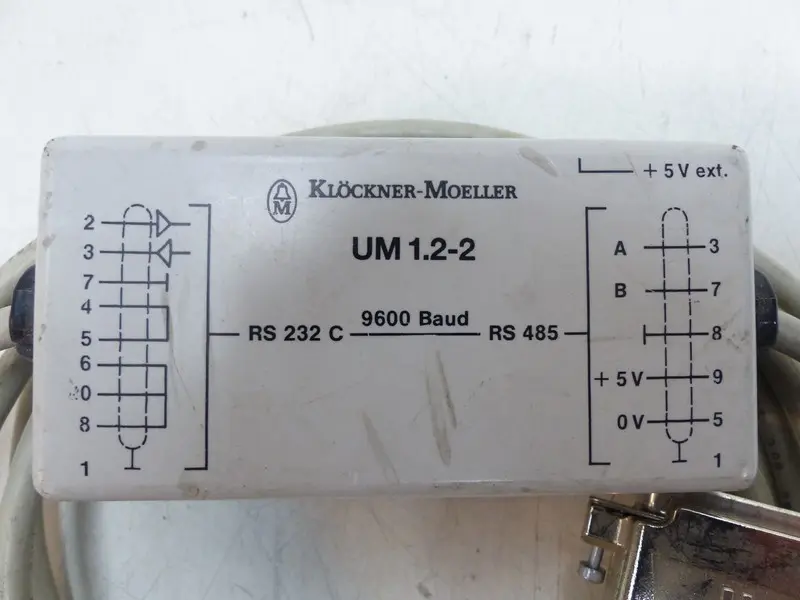 + 5 V ext.
M
KLÖCKNER-MOELLER
UM 1.2-2
2
3
7
4
5
6
0
8
1
RS 232 C
9600 Baud
RS 485
A 3
B 7
8
+ 5 V 9
0 V 5
1